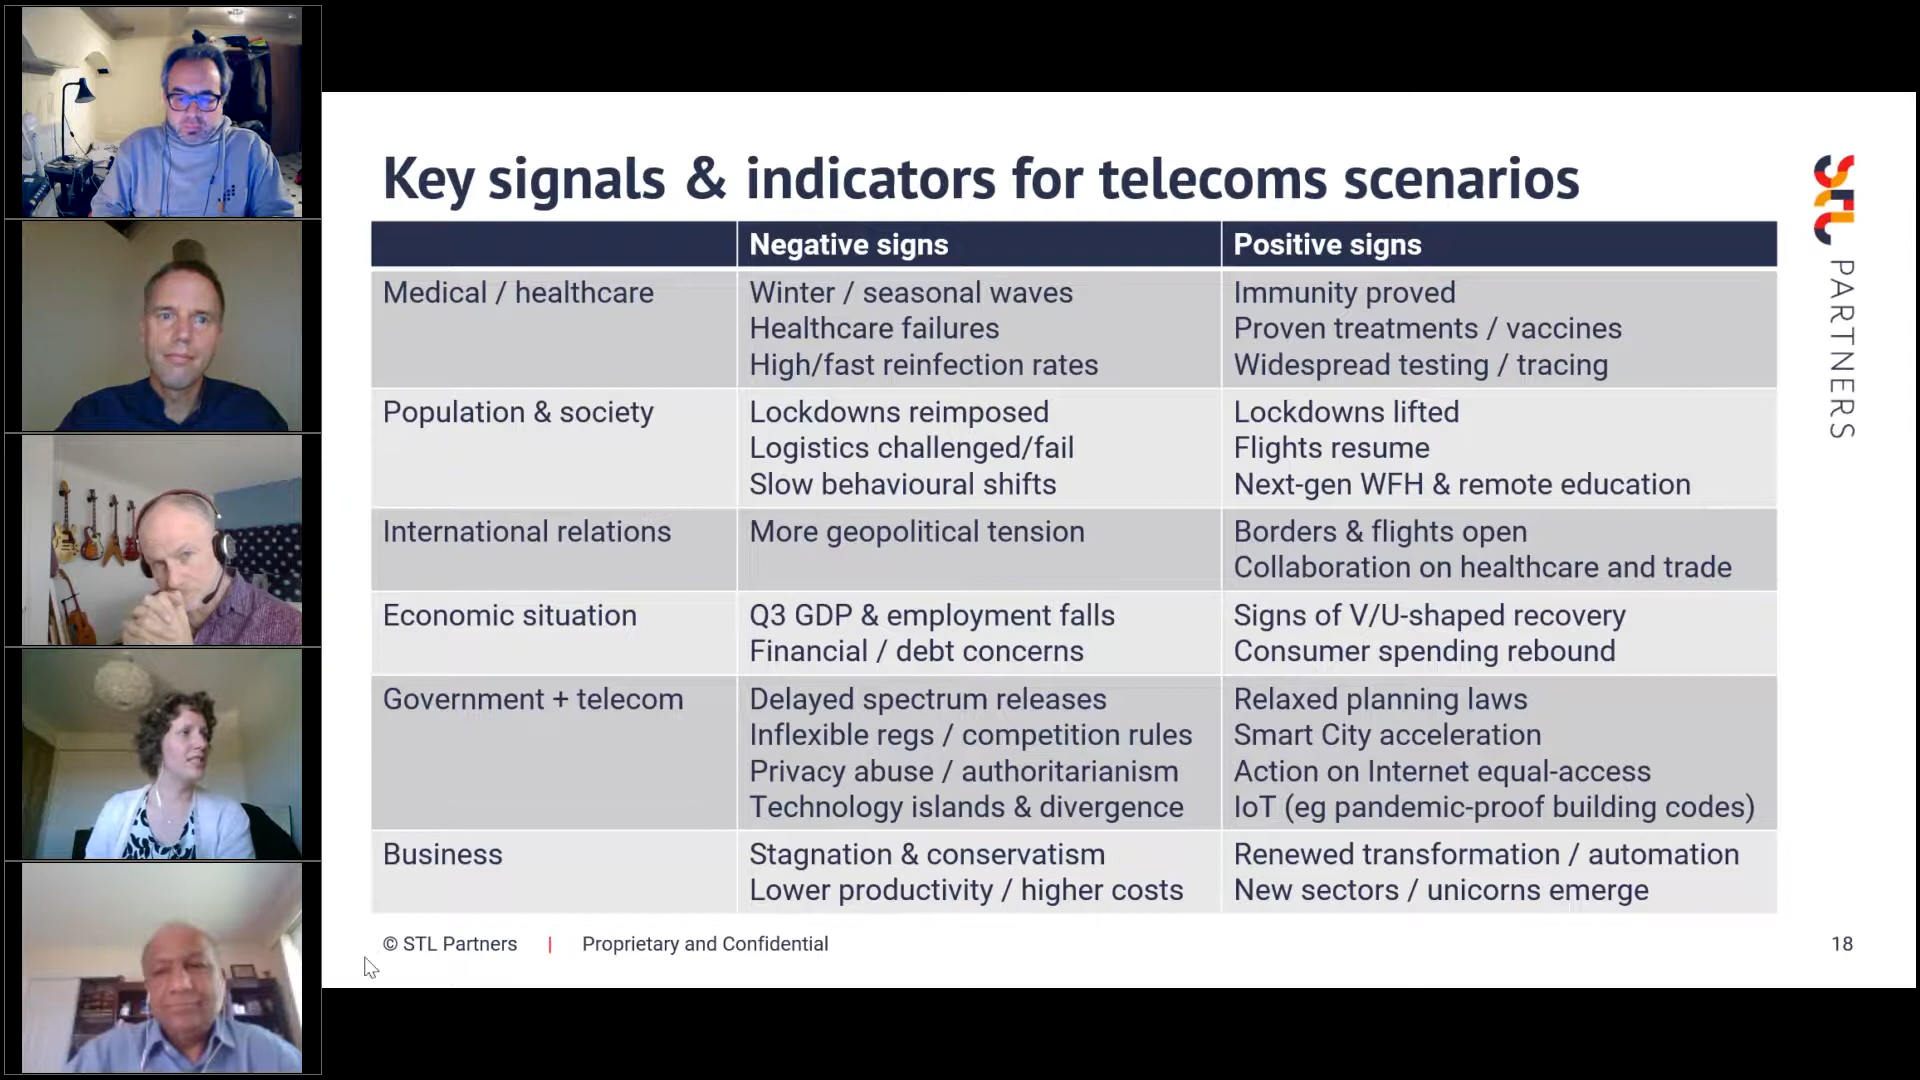 Key signals & indicators for telecoms scenarios
STL PARTNERS
Negative signs
Positive signs
Medical / healthcare
Winter / seasonal waves
Healthcare failures
High/fast reinfection rates
Immunity proved
Proven treatments / vaccines
Widespread testing / tracing
Population & society
Lockdowns reimposed
Logistics challenged/fail
Slow behavioural shifts
Lockdowns lifted
Flights resume
Next-gen WFH & remote education
International relations
More geopolitical tension
Borders & flights open
Collaboration on healthcare and trade
Economic situation
Q3 GDP & employment falls
Financial / debt concerns
Signs of V/U-shaped recovery
Consumer spending rebound
Government + telecom
Delayed spectrum releases
Inflexible regs / competition rules
Privacy abuse / authoritarianism
Technology islands & divergence
Relaxed planning laws
Smart City acceleration
Action on Internet equal-access
IoT (eg pandemic-proof building codes)
Business
Stagnation & conservatism
Lower productivity / higher costs
Renewed transformation / automation
New sectors / unicorns emerge
© STL Partners | Proprietary and Confidential
18